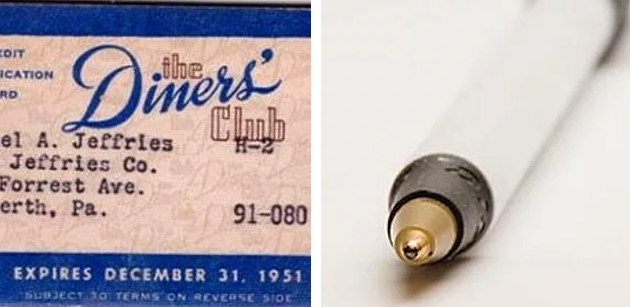 EDIT
ICATION
RD
the
Diners'
Club
el A. Jeffries
H-2
Jeffries Co.
Forrest Ave.
erth, Pa.
91-080
EXPIRES DECEMBER 31, 1951
SUBJECT TO TERMS ON REVERSE SIDE